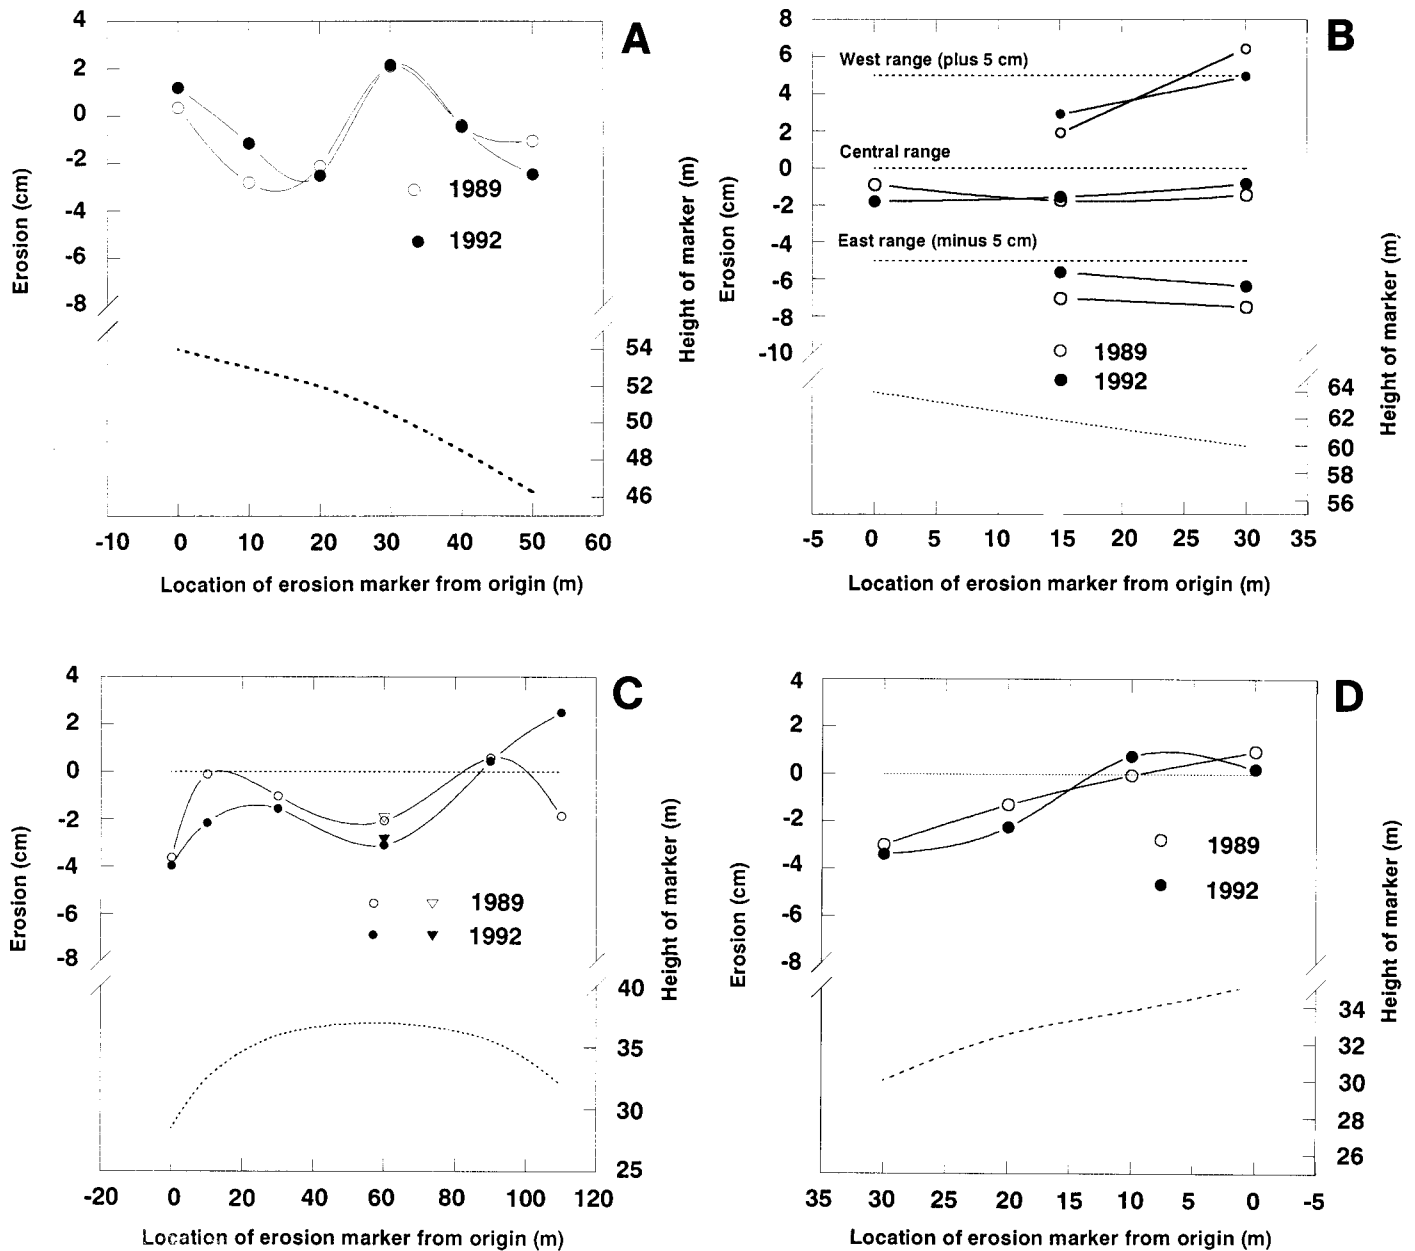 A
4
2
0
-2
-4
-6
-8
Erosion (cm)
1989
1992
Height of marker (m)
54
52
50
48
46
-10 0 10 20 30 40 50 60
Location of erosion marker from origin (m)
B
8
6
4
2
0
-2
-4
-6
-8
-10
Erosion (cm)
West range (plus 5 cm)
Central range
East range (minus 5 cm)
1989
1992
Height of marker (m)
64
62
60
58
56
-5 0 5 10 15 20 25 30 35
Location of erosion marker from origin (m)
C
4
2
0
-2
-4
-6
-8
Erosion (cm)
1989
1992
Height of marker (m)
40
35
30
25
-20 0 20 40 60 80 100 120
Location of erosion marker from origin (m)
D
4
2
0
-2
-4
-6
-8
Erosion (cm)
1989
1992
Height of marker (m)
34
32
30
28
26
35 30 20 15 10 5 0 -5
Location of erosion marker from origin (m)